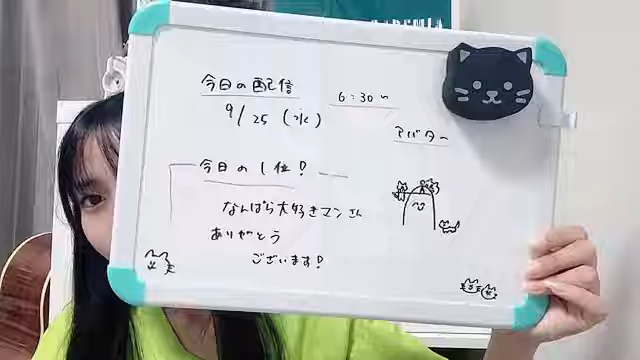 今日の配信
6:30~
9/25 (水)
アバター
今日の1位!
なんばら大好きマンさん
ありがとう
ございます!